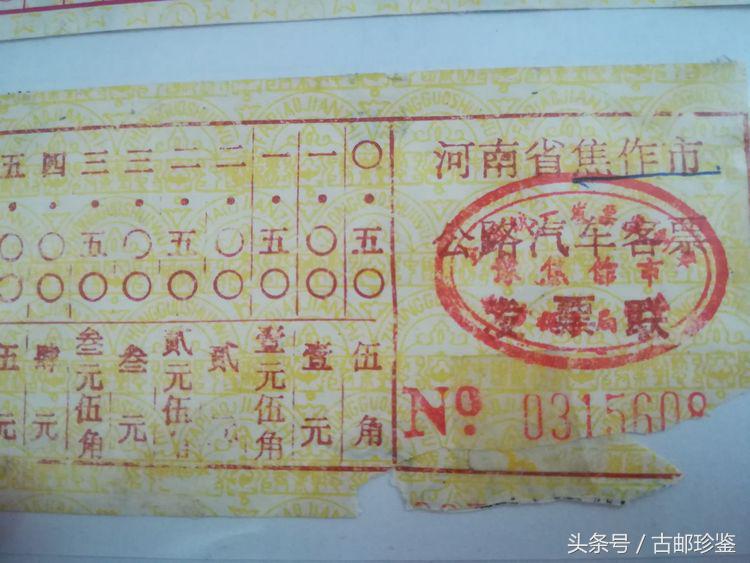 河南省焦作市
公路汽车客票
发票联
焦作市
局
No. 0315608
五 四 三 三 二 二 一 一 〇
• • • • • • • • •
〇 〇 五 〇 五 〇 五 〇 五
〇 〇 〇 〇 〇 〇 〇 〇 〇
伍元
肆元
叁元伍角
叁元
贰元伍角
贰元
壹元伍角
壹元
伍角
头条号 / 古邮珍鉴